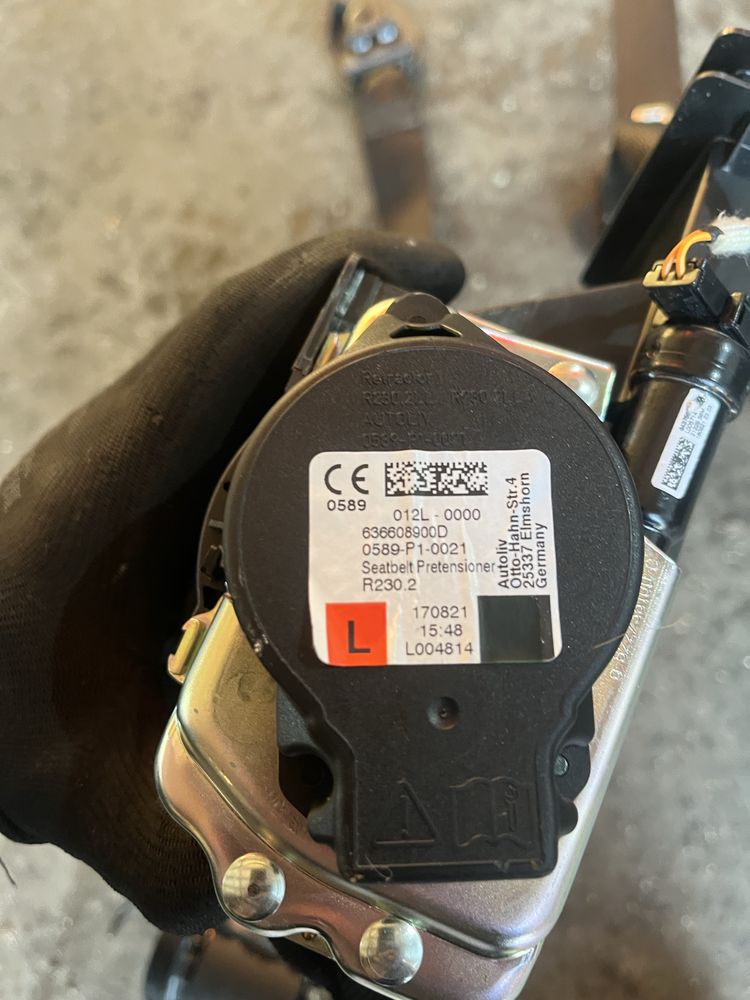 Retractor
AUTOLIV
CE
0589
012L - 0000
636608900D
0589-P1-0021
Seatbelt Pretensioner
R230.2
Autoliv
Otto-Hahn-Str.4
25337 Elmshorn
Germany
L
170821
15:48
L004814